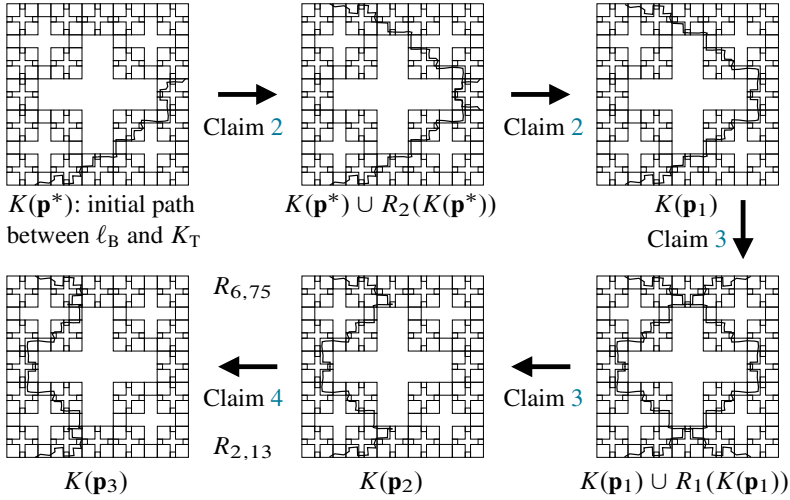 Claim 2
Claim 2
K(p*): initial path
between ℓ_B and K_T
K(p*) ∪ R_2(K(p*))
K(p_1)
Claim 3
R_{6,75}
Claim 4
Claim 3
R_{2,13}
K(p_3)
K(p_2)
K(p_1) ∪ R_1(K(p_1))